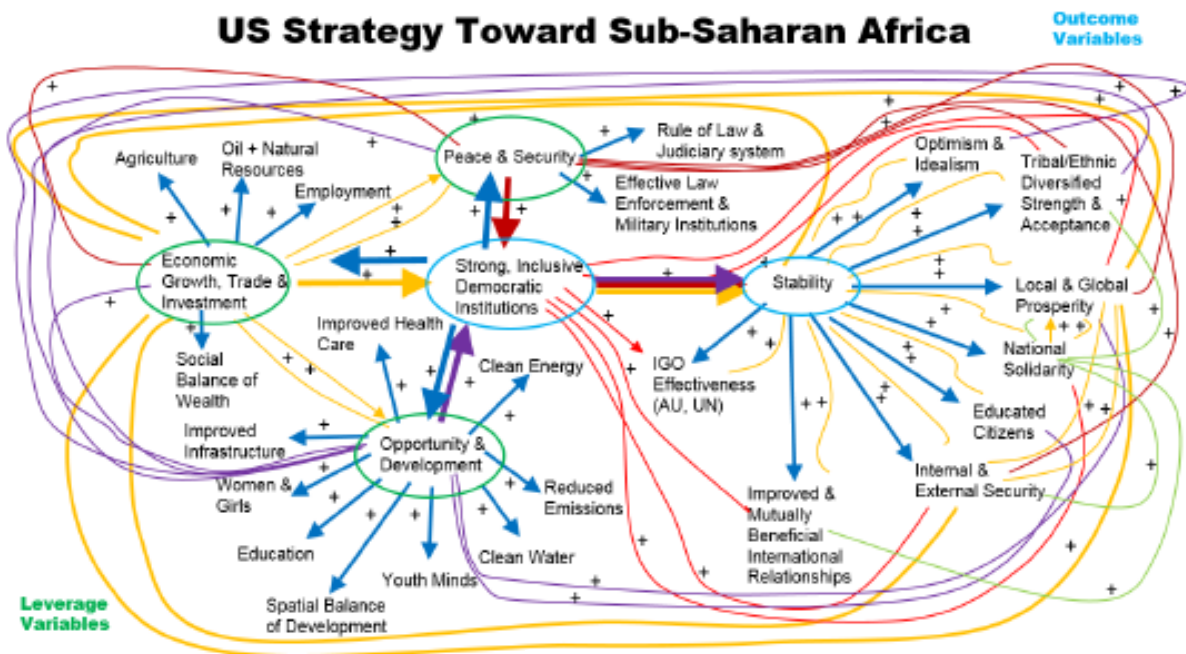 US Strategy Toward Sub-Saharan Africa
Outcome
Variables
Agriculture
Oil + Natural
Resources
Employment
Peace & Security
Rule of Law &
Judiciary system
Effective Law
Enforcement &
Military Institutions
Optimism &
Idealism
Tribal/Ethnic
Diversified
Strength &
Acceptance
Economic
Growth, Trade &
Investment
Strong, Inclusive
Democratic
Institutions
Stability
Local & Global
Prosperity
Improved Health
Care
Clean Energy
Social
Balance of
Wealth
IGO
Effectiveness
(AU, UN)
National
Solidarity
Educated
Citizens
Improved
Infrastructure
Opportunity &
Development
Women &
Girls
Reduced
Emissions
Internal &
External Security
Improved &
Mutually
Beneficial
International
Relationships
Education
Youth Minds
Clean Water
Spatial Balance
of Development
Leverage
Variables